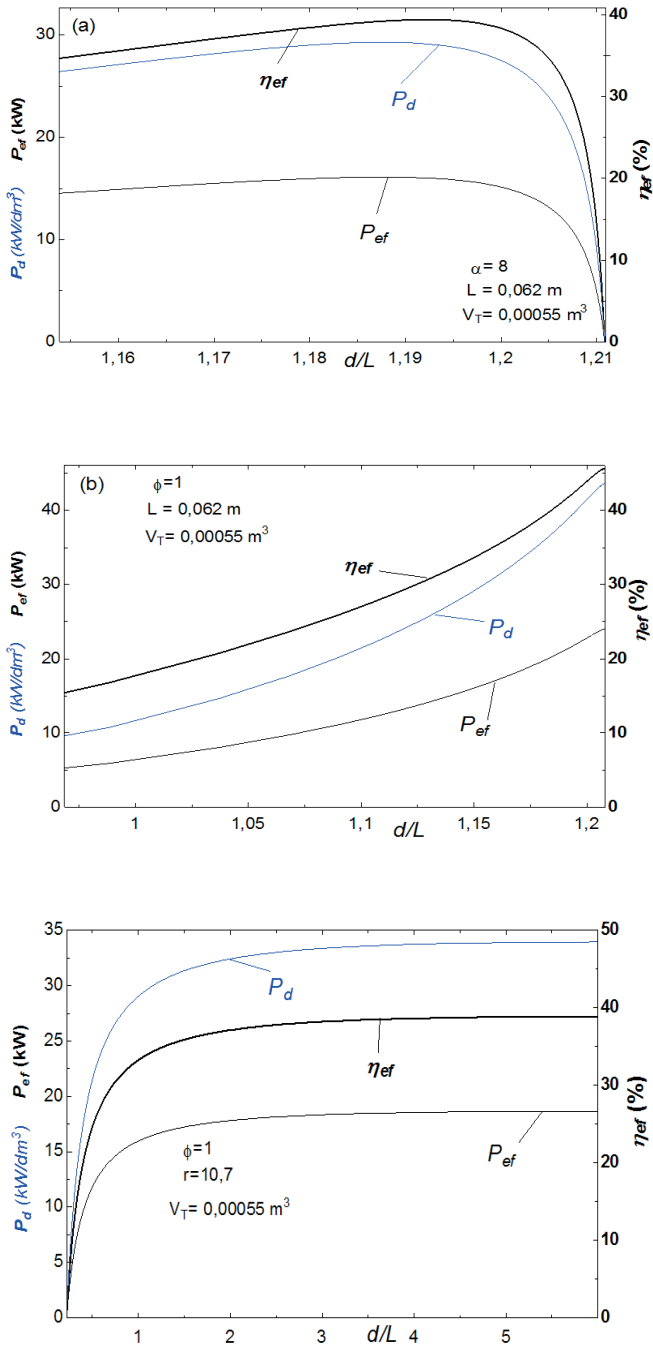 (a)
30
20
10
0
40
30
20
10
0
P_d (kW/dm³) P_ef (kW)
η_ef (%)
η_ef
P_d
P_ef
α = 8
L = 0,062 m
V_T= 0,00055 m³
1,16 1,17 1,18 1,19 1,2 1,21
d/L
(b)
ϕ=1
L = 0,062 m
V_T= 0,00055 m³
40
30
20
10
0
40
30
20
10
0
P_d (kW/dm³) P_ef (kW)
η_ef (%)
η_ef
P_d
P_ef
1 1,05 1,1 1,15 1,2
d/L
35
30
25
20
15
10
5
0
50
40
30
20
10
0
P_d (kW/dm³) P_ef (kW)
η_ef (%)
P_d
η_ef
P_ef
ϕ=1
r=10,7
V_T= 0,00055 m³
1 2 3 4 5
d/L